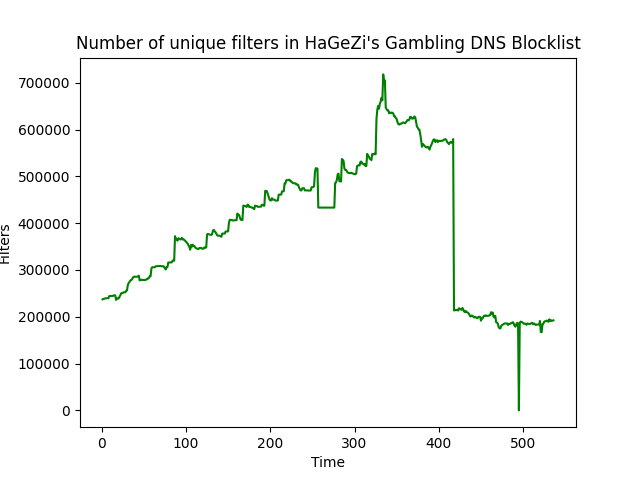 Number of unique filters in HaGeZi's Gambling DNS Blocklist
700000
600000
500000
400000
300000
200000
100000
0
Filters
0 100 200 300 400 500
Time